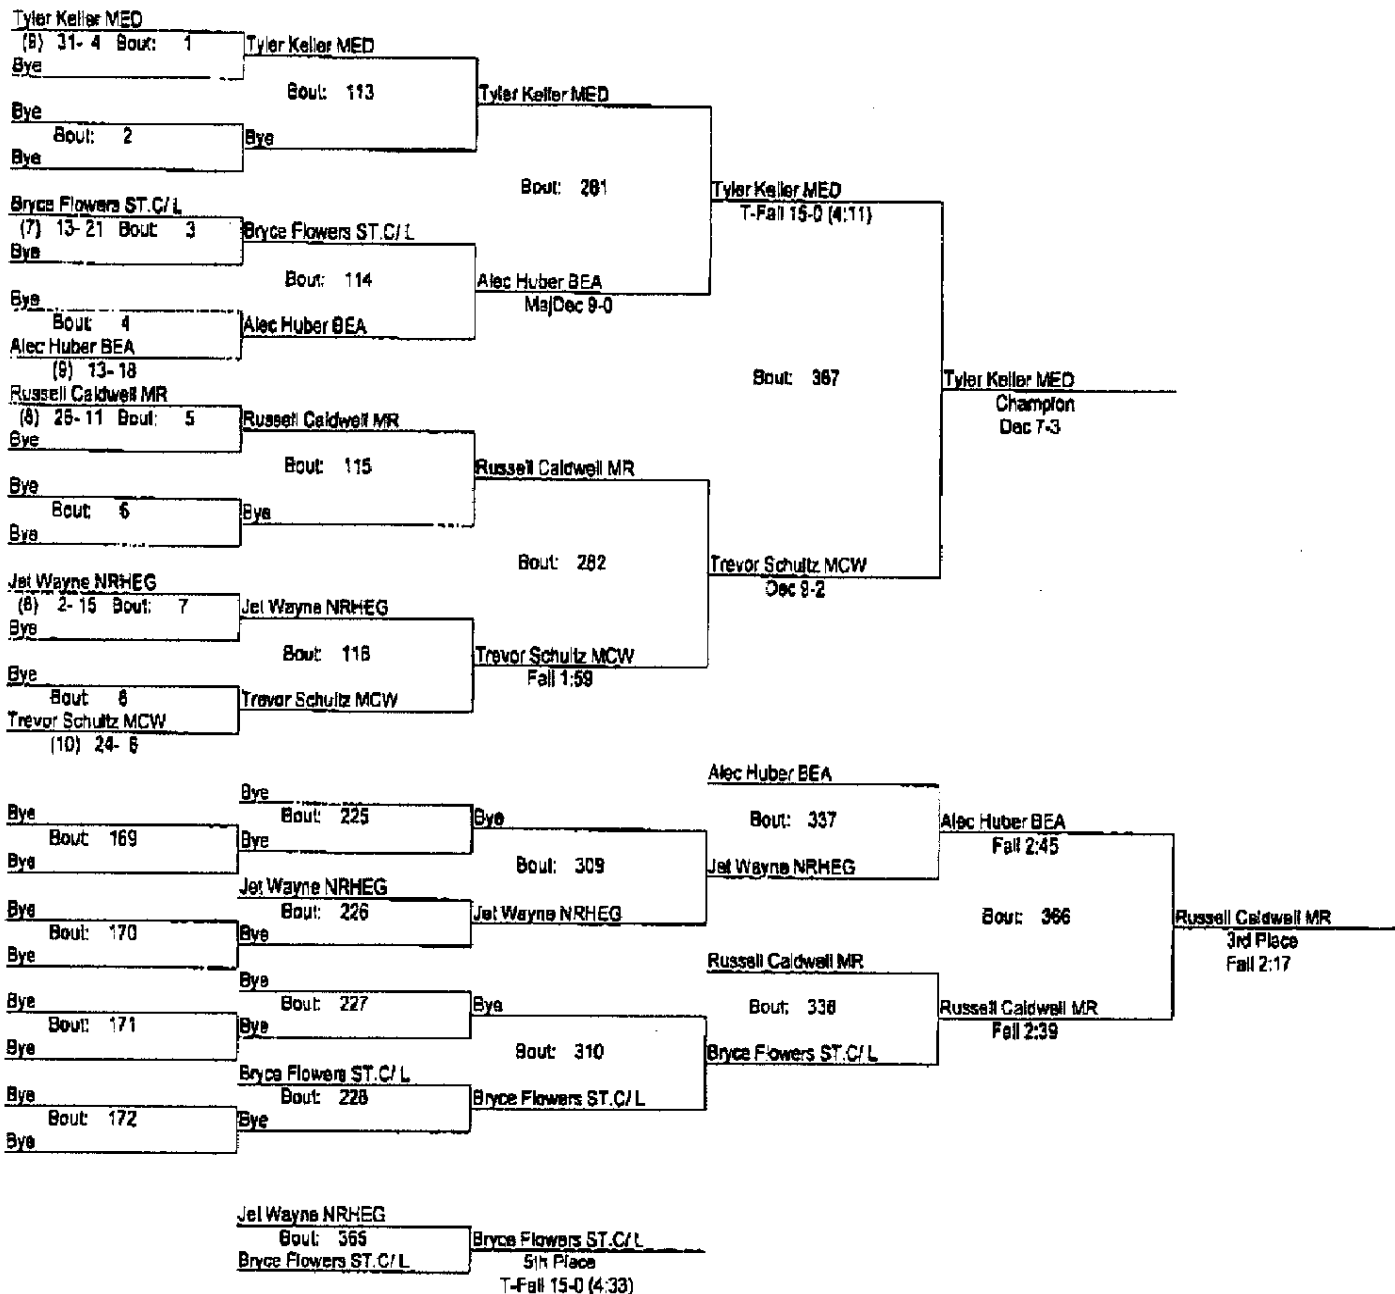 Tyler Keller MED
(9) 31- 4 Bout: 1
Bye
Tyler Keller MED
Bout: 113
Bye
Bout: 2
Bye
Bye
Tyler Keller MED
Bout: 281
Bryce Flowers ST.C/ L
(7) 13- 21 Bout: 3
Bye
Bryce Flowers ST.C/ L
Bout: 114
Bye
Bout: 4
Alec Huber BEA
(9) 13- 18
Alec Huber BEA
Alec Huber BEA
MajDec 9-0
Tyler Keller MED
T-Fall 15-0 (4:11)
Bout: 367
Tyler Keller MED
Champion
Dec 7-3
Russell Caldwell MR
(8) 26- 11 Bout: 5
Bye
Russell Caldwell MR
Bout: 115
Bye
Bout: 6
Bye
Bye
Russell Caldwell MR
Bout: 282
Jet Wayne NRHEG
(8) 2- 15 Bout: 7
Bye
Jet Wayne NRHEG
Bout: 116
Bye
Bout: 8
Trevor Schultz MCW
(10) 24- 6
Trevor Schultz MCW
Trevor Schultz MCW
Fall 1:59
Trevor Schultz MCW
Dec 9-2
Bye
Bout: 169
Bye
Bye
Bout: 225
Bye
Bye
Bout: 309
Bye
Bout: 170
Bye
Jet Wayne NRHEG
Bout: 226
Bye
Jet Wayne NRHEG
Alec Huber BEA
Bout: 337
Jet Wayne NRHEG
Alec Huber BEA
Fall 2:45
Bout: 366
Russell Caldwell MR
3rd Place
Fall 2:17
Bye
Bout: 171
Bye
Bye
Bout: 227
Bye
Bye
Bout: 310
Bye
Bout: 172
Bye
Bryce Flowers ST.C/ L
Bout: 228
Bye
Bryce Flowers ST.C/ L
Russell Caldwell MR
Bout: 338
Bryce Flowers ST.C/ L
Russell Caldwell MR
Fall 2:39
Jet Wayne NRHEG
Bout: 365
Bryce Flowers ST.C/ L
Bryce Flowers ST.C/ L
5th Place
T-Fall 15-0 (4:33)